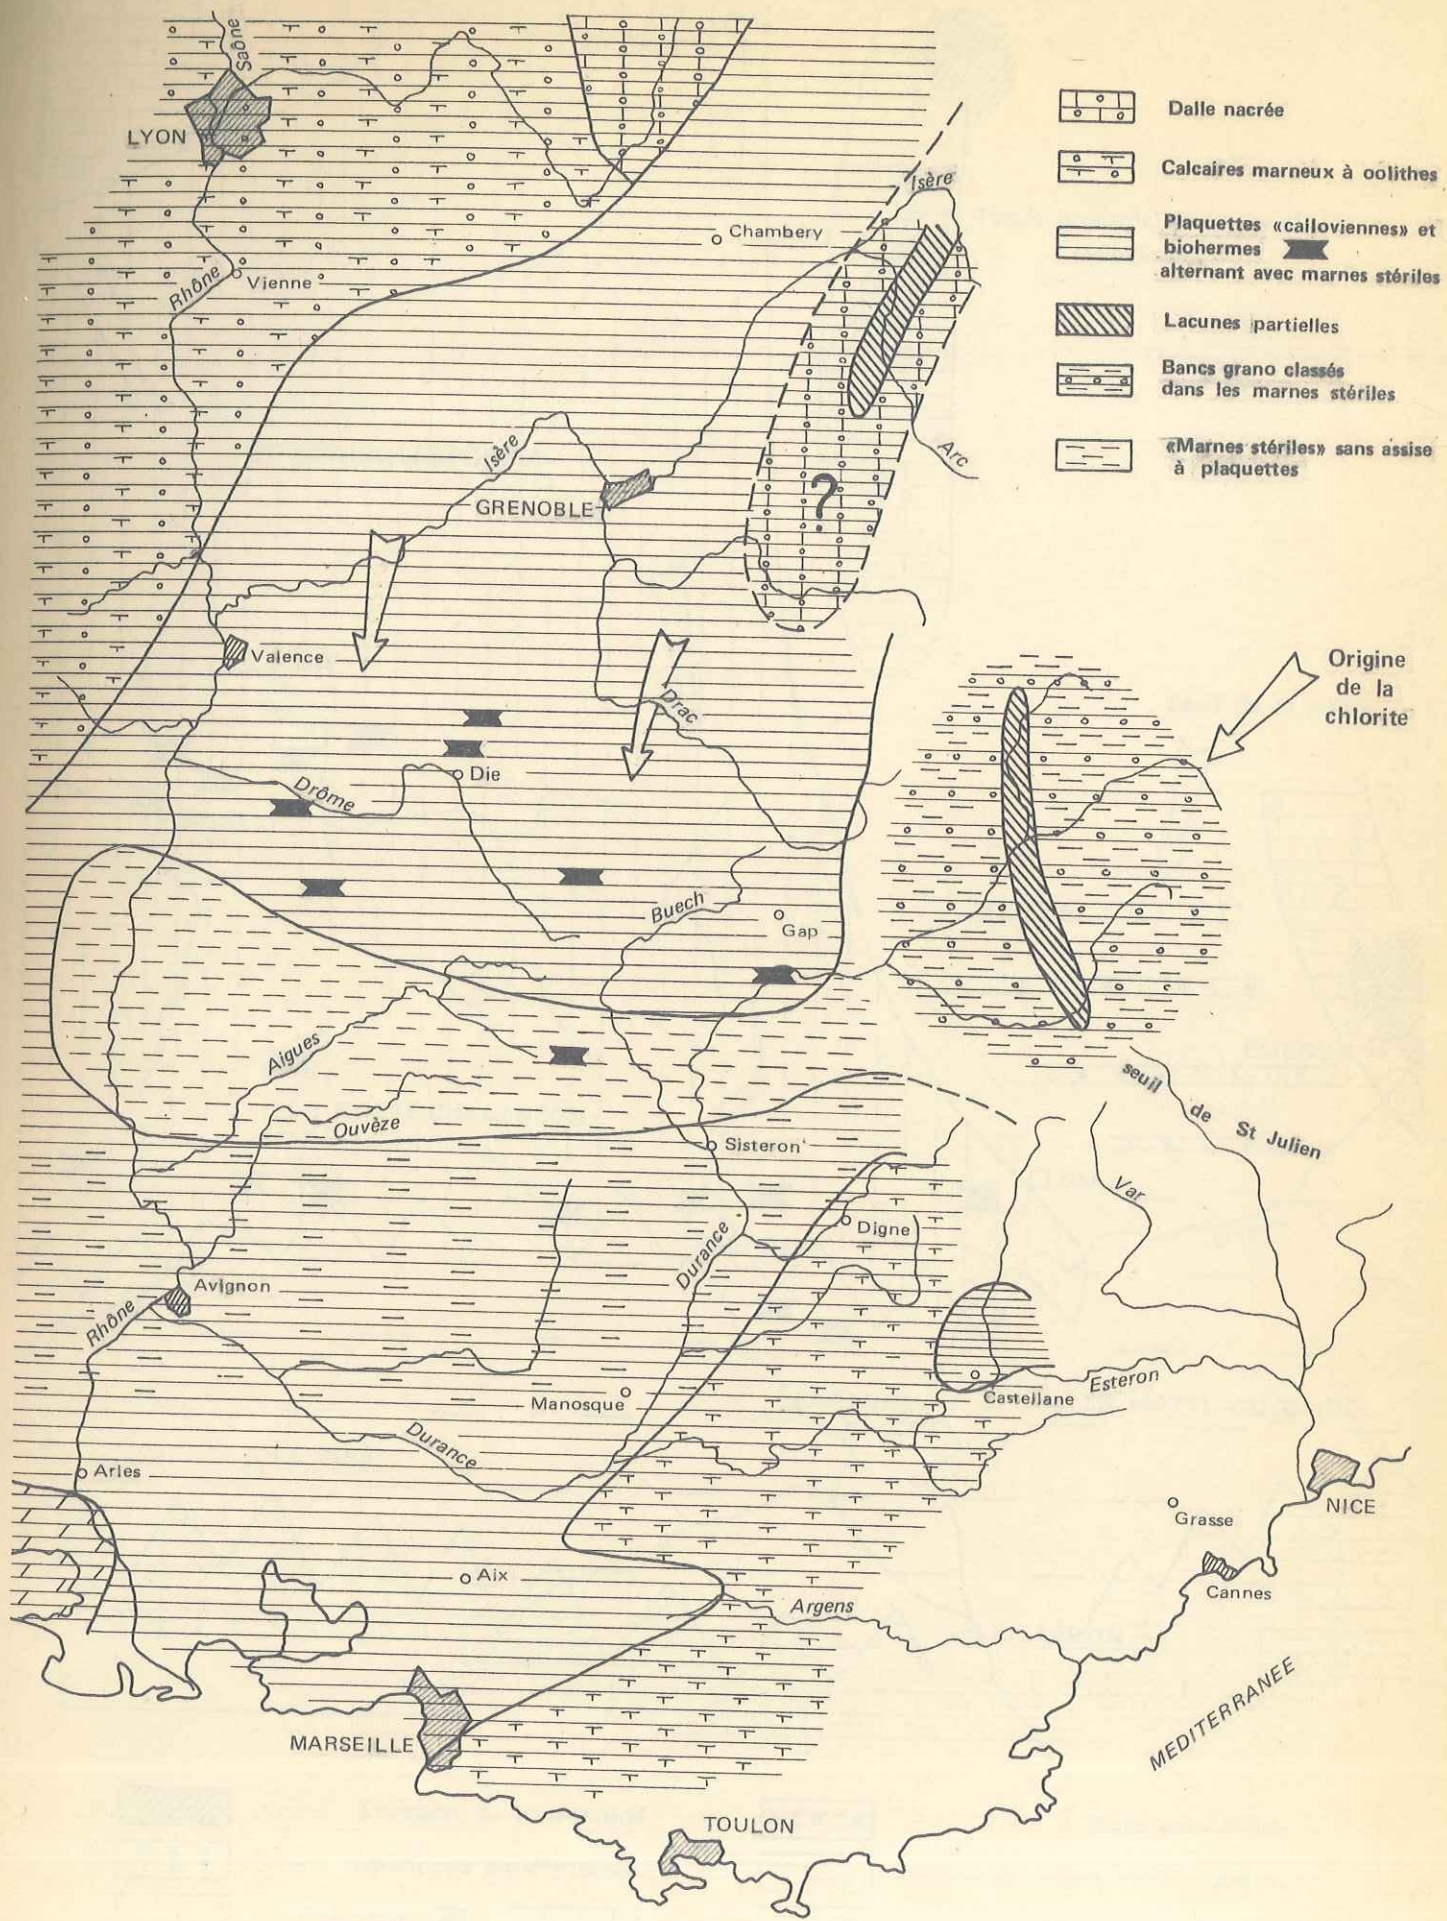 Saône
LYON
Dalle nacrée
Calcaires marneux à oolithes
Plaquettes «calloviennes» et
biohermes
alternant avec marnes stériles
Lacunes partielles
Bancs grano classés
dans les marnes stériles
«Marnes stériles» sans assise
à plaquettes
Isère
Chambery
Rhône
Vienne
Arc
Isère
GRENOBLE
?
Valence
Drac
Origine
de la
chlorite
Die
Drôme
Buech
Gap
Aigues
Ouvèze
Sisteron
seuil
de
St Julien
Var
Digne
Durance
Avignon
Rhône
Manosque
Castellane
Esteron
Durance
Arles
NICE
Grasse
Aix
Cannes
Argens
MEDITERRANEE
MARSEILLE
TOULON